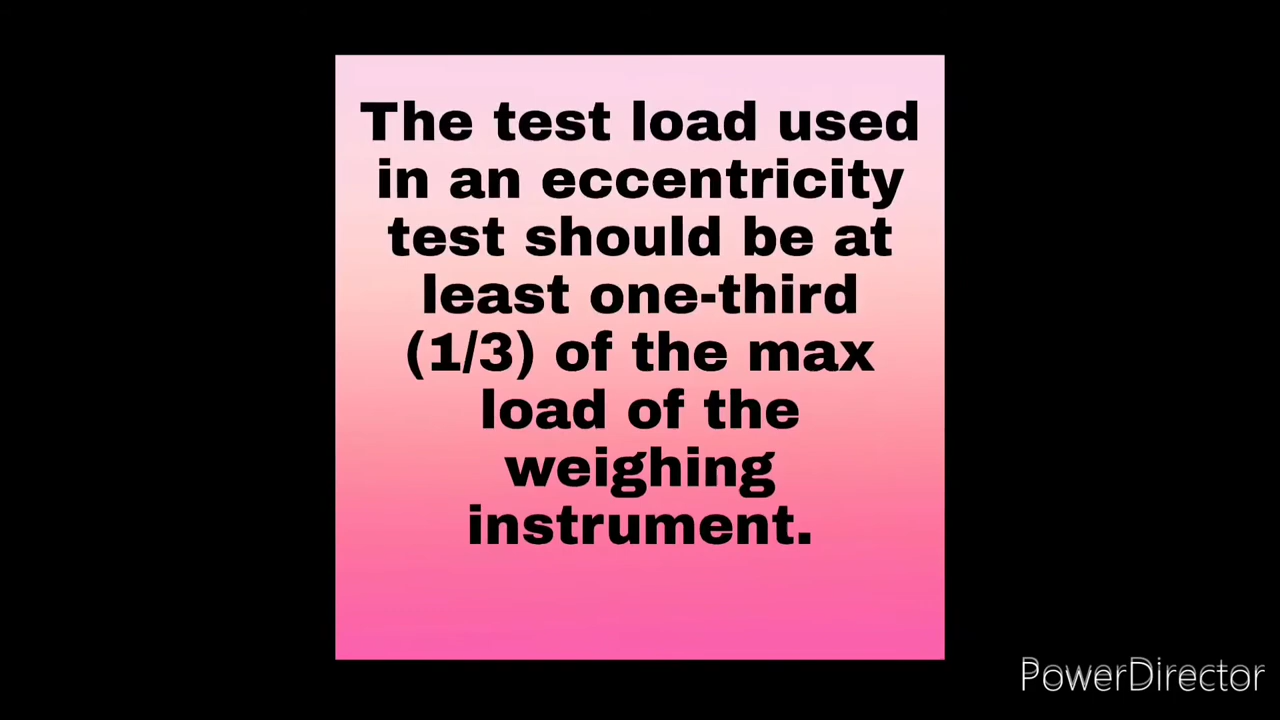 The test load used
in an eccentricity
test should be at
least one-third
(1/3) of the max
load of the
weighing
instrument.
PowerDirector